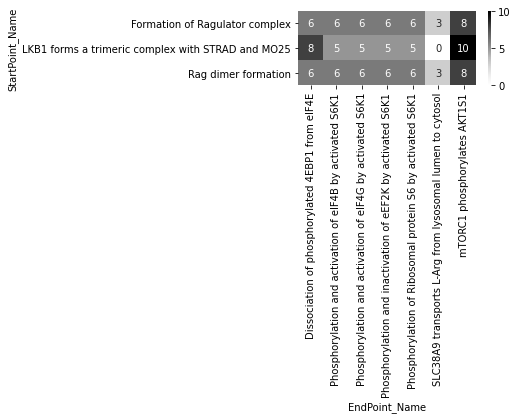 StartPoint_Name
Formation of Ragulator complex
6 6 6 6 6 3 8
LKB1 forms a trimeric complex with STRAD and MO25
8 5 5 5 5 0 10
Rag dimer formation
6 6 6 6 6 3 8
10
5
0
Dissociation of phosphorylated 4EBP1 from eIF4E
Phosphorylation and activation of eIF4B by activated S6K1
Phosphorylation and activation of eIF4G by activated S6K1
Phosphorylation and inactivation of eEF2K by activated S6K1
Phosphorylation of Ribosomal protein S6 by activated S6K1
SLC38A9 transports L-Arg from lysosomal lumen to cytosol
mTORC1 phosphorylates AKT1S1
EndPoint_Name